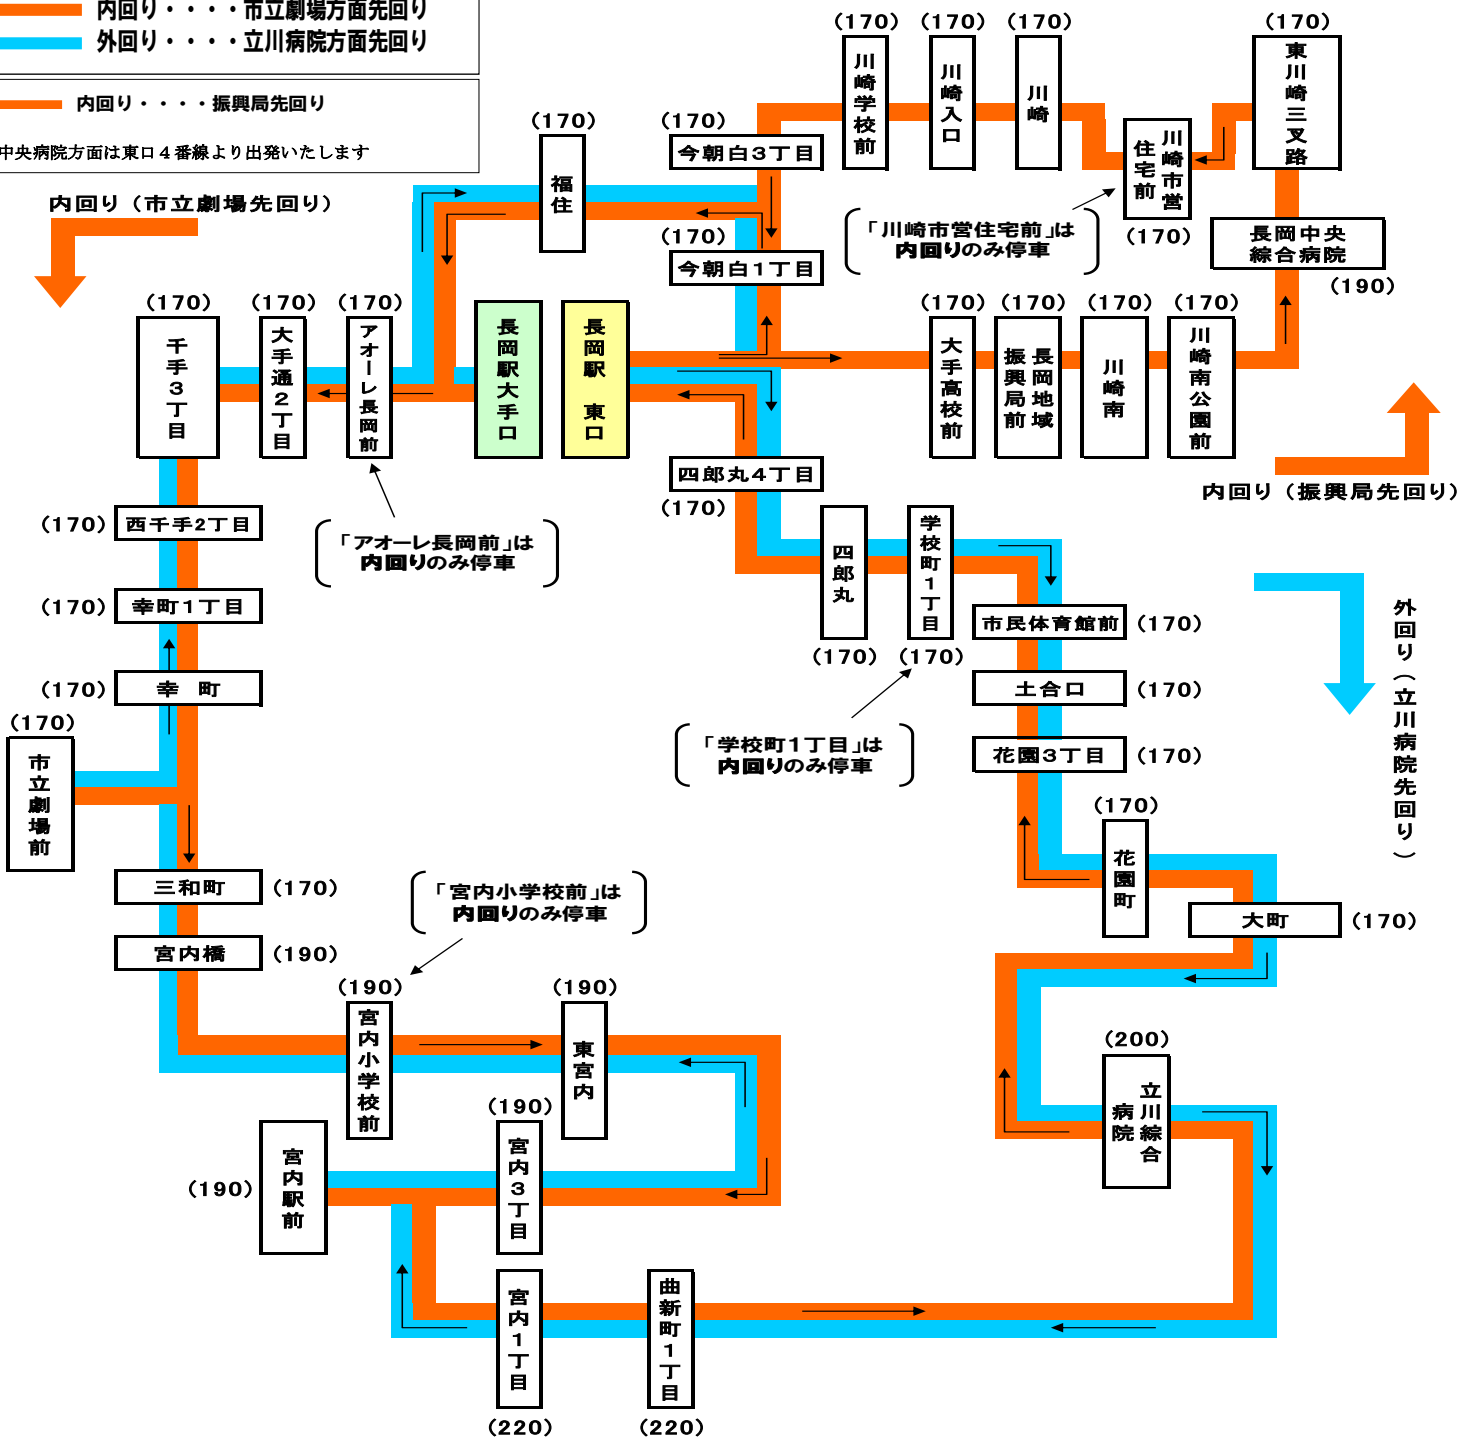 内回り・・・・市立劇場方面先回り
外回り・・・・立川病院方面先回り
内回り・・・・振興局先回り
中央病院方面は東口４番線より出発いたします
内回り（市立劇場先回り）
（170）
福住
（170）
今朝白３丁目
（170）
今朝白１丁目
（170）
川崎学校前
（170）
川崎入口
（170）
川崎
（170）
東川崎三叉路
川崎市営住宅前
（170）
「川崎市営住宅前」は
内回りのみ停車
長岡中央
綜合病院
（190）
（170）
千手３丁目
（170）
大手通２丁目
（170）
アオーレ長岡前
長岡駅大手口
長岡駅　東口
（170）
大手高校前
（170）
長岡地域振興局前
（170）
川崎南
（170）
川崎南公園前
内回り（振興局先回り）
四郎丸４丁目
（170）
（170）
西千手２丁目
「アオーレ長岡前」は
内回りのみ停車
四郎丸
（170）
学校町１丁目
（170）
（170）
幸町１丁目
市民体育館前
（170）
外回り（立川病院先回り）
（170）
幸　町
土合口
（170）
（170）
市立劇場前
「学校町１丁目」は
内回りのみ停車
花園３丁目
（170）
（170）
花園町
三和町
（170）
「宮内小学校前」は
内回りのみ停車
大町
（170）
宮内橋
（190）
（190）
宮内小学校前
（190）
東宮内
（200）
立川綜合病院
（190）
宮内３丁目
（190）
宮内駅前
宮内１丁目
（220）
曲新町１丁目
（220）